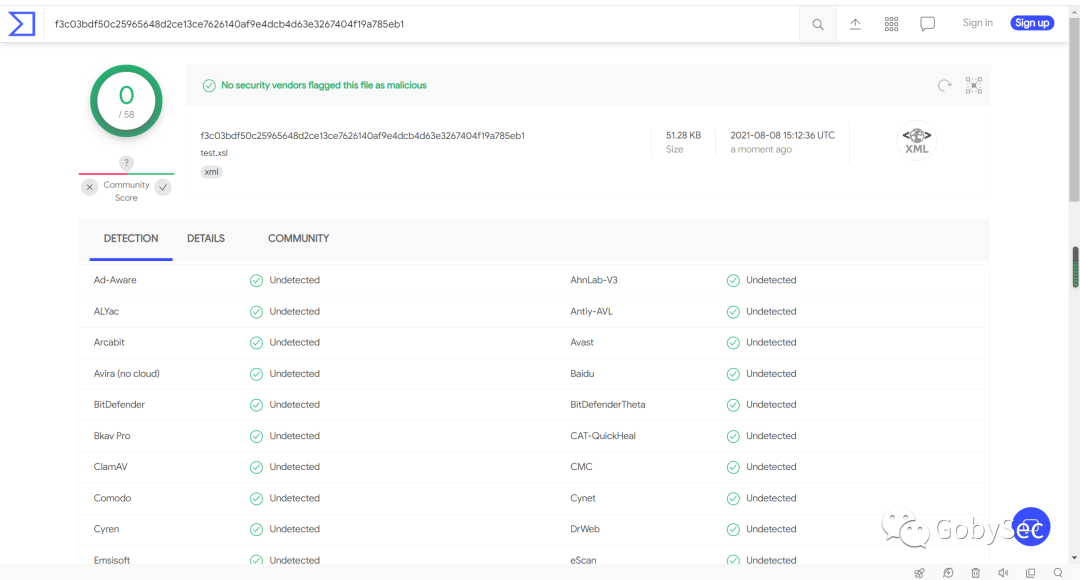 f3c03bdf50c25965648d2ce13ce7626140af9e4dcb4d63e3267404f19a785eb1
Sign in
Sign up
0
/ 58
No security vendors flagged this file as malicious
f3c03bdf50c25965648d2ce13ce7626140af9e4dcb4d63e3267404f19a785eb1
test.xsl
xml
51.28 KB
Size
2021-08-08 15:12:36 UTC
a moment ago
XML
?
Community
Score
DETECTION DETAILS COMMUNITY
Ad-Aware Undetected AhnLab-V3 Undetected
ALYac Undetected Antiy-AVL Undetected
Arcabit Undetected Avast Undetected
Avira (no cloud) Undetected Baidu Undetected
BitDefender Undetected BitDefenderTheta Undetected
Bkav Pro Undetected CAT-QuickHeal Undetected
ClamAV Undetected CMC Undetected
Comodo Undetected Cynet Undetected
Cyren Undetected DrWeb Undetected
Emsisoft Undetected eScan Undetected
GobySec